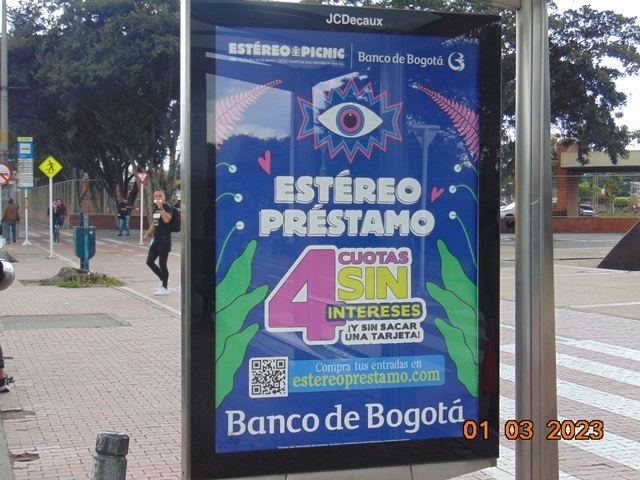 JCDecaux
ESTÉREO PICNIC
Banco de Bogotá
ESTÉREO
PRÉSTAMO
4 CUOTAS
SIN
INTERESES
¡Y SIN SACAR
UNA TARJETA!
Compra tus entradas en
estereoprestamo.com
Banco de Bogotá
01 03 2023